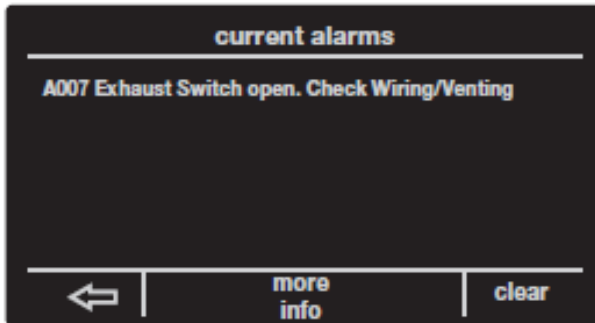 current alarms
A007 Exhaust Switch open. Check Wiring/Venting
more
info
clear